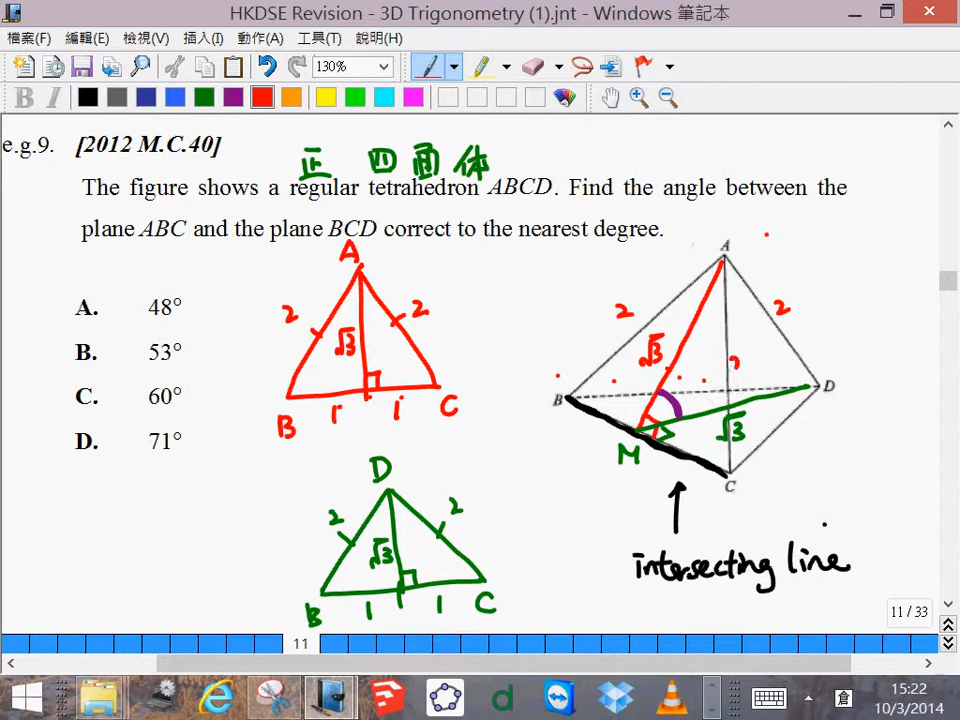 HKDSE Revision - 3D Trigonometry (1).jnt - Windows 筆記本
檔案(F) 編輯(E) 檢視(V) 插入(I) 動作(A) 工具(T) 說明(H)
130%
B I
e.g.9. [2012 M.C.40]
正 四面体
The figure shows a regular tetrahedron ABCD. Find the angle between the
plane ABC and the plane BCD correct to the nearest degree.
A. 48°
B. 53°
C. 60°
D. 71°
A
2 2
√3
B 1 1 C
D
2 2
√3
B 1 1 C
A
2 2
√3 2
B D
√3
M
C
intersecting line
11 / 33
11
d
倉
15:22
10/3/2014